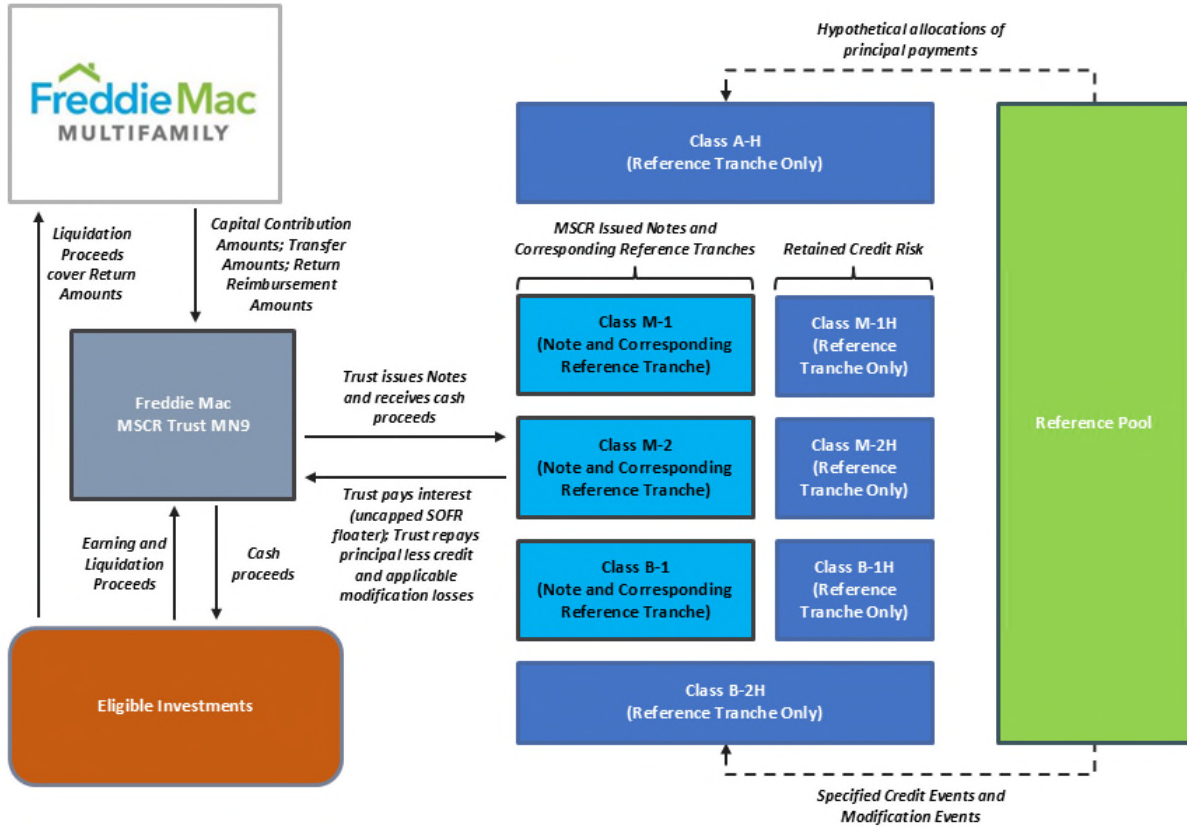 Freddie Mac
MULTIFAMILY
Hypothetical allocations of
principal payments
Class A-H
(Reference Tranche Only)
Liquidation
Proceeds
cover Return
Amounts
Capital Contribution
Amounts; Transfer
Amounts; Return
Reimbursement
Amounts
MSCR Issued Notes and
Corresponding Reference Tranches
Retained Credit Risk
Class M-1
(Note and Corresponding
Reference Tranche)
Class M-1H
(Reference
Tranche Only)
Freddie Mac
MSCR Trust MN9
Trust issues Notes
and receives cash
proceeds
Class M-2
(Note and Corresponding
Reference Tranche)
Class M-2H
(Reference
Tranche Only)
Reference Pool
Trust pays interest
(uncapped SOFR
floater); Trust repays
principal less credit
and applicable
modification losses
Earning and
Liquidation
Proceeds
Cash
proceeds
Class B-1
(Note and Corresponding
Reference Tranche)
Class B-1H
(Reference
Tranche Only)
Eligible Investments
Class B-2H
(Reference Tranche Only)
Specified Credit Events and
Modification Events